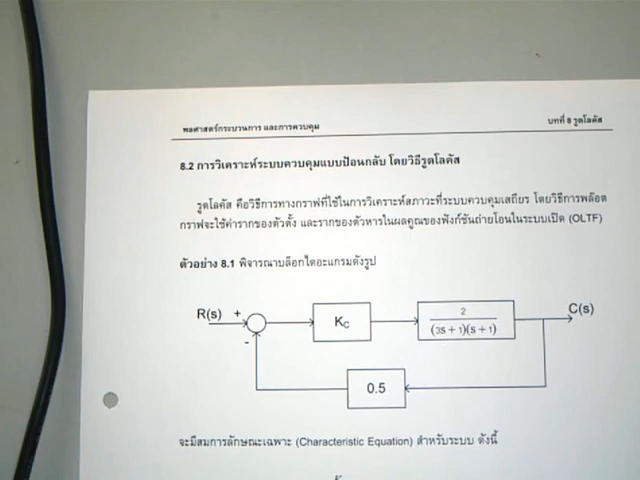 พลศาสตร์กระบวนการ และการควบคุม บทที่ 8 รูตโลคัส
8.2 การวิเคราะห์ระบบควบคุมแบบป้อนกลับ โดยวิธีรูตโลคัส
รูตโลคัส คือวิธีการทางกราฟที่ใช้ในการวิเคราะห์สภาวะที่ระบบควบคุมเสถียร โดยวิธีการพล๊อต
กราฟจะใช้ค่ารากของตัวตั้ง และรากของตัวหารในผลคูณของฟังก์ชันถ่ายโอนในระบบเปิด (OLTF)
ตัวอย่าง 8.1 พิจารณาบล็อกไดอะแกรมดังรูป
R(s) + C(s)
-
K_C
2
(3s + 1)(s + 1)
0.5
จะมีสมการลักษณะเฉพาะ (Characteristic Equation) สำหรับระบบ ดังนี้